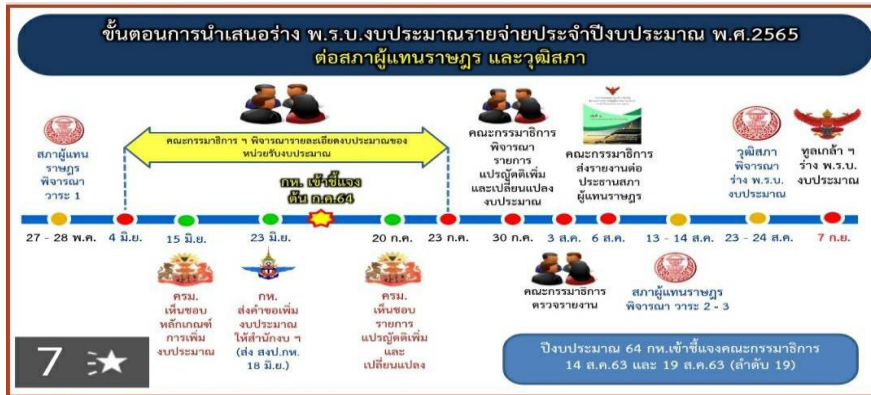 ขั้นตอนการนำเสนอร่าง พ.ร.บ.งบประมาณรายจ่ายประจำปีงบประมาณ พ.ศ.2565
ต่อสภาผู้แทนราษฎร และวุฒิสภา
สภาผู้แทน
ราษฎร
พิจารณา
วาระ 1
คณะกรรมาธิการ ฯ พิจารณารายละเอียดงบประมาณของ
หน่วยรับงบประมาณ
กห. เข้าชี้แจง
ต้น ก.ค.64
คณะกรรมาธิการ
พิจารณา
รายการ
แปรญัตติเพิ่ม
และเปลี่ยนแปลง
งบประมาณ
คณะกรรมาธิการ
ส่งรายงานต่อ
ประธานสภา
ผู้แทนราษฎร
วุฒิสภา
พิจารณา
ร่าง พ.ร.บ.
งบประมาณ
ทูลเกล้า ฯ
ร่าง พ.ร.บ.
งบประมาณ
27 - 28 พ.ค.
4 มิ.ย.
15 มิ.ย.
23 มิ.ย.
20 ก.ค.
23 ก.ค.
30 ก.ค.
3 ส.ค.
6 ส.ค.
13 - 14 ส.ค.
23 - 24 ส.ค.
7 ก.ย.
ครม.
เห็นชอบ
หลักเกณฑ์
การเพิ่ม
งบประมาณ
กห.
ส่งคำขอเพิ่ม
งบประมาณ
ให้สำนักงบ ฯ
(ส่ง สงป.กห.
18 มิ.ย.)
ครม.
เห็นชอบ
รายการ
แปรญัตติเพิ่ม
และ
เปลี่ยนแปลง
คณะกรรมาธิการ
ตรวจรายงาน
สภาผู้แทนราษฎร
พิจารณา วาระ 2 - 3
ปีงบประมาณ 64 กห.เข้าชี้แจงคณะกรรมาธิการ
14 ส.ค.63 และ 19 ส.ค.63 (ลำดับ 19)
7